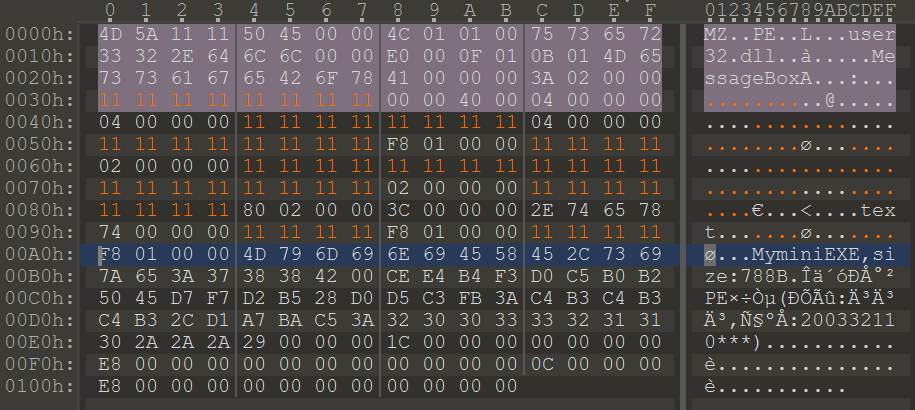 0 1 2 3 4 5 6 7 8 9 A B C D E F 0123456789ABCDEF
0000h: 4D 5A 11 11 50 45 00 00 4C 01 01 00 75 73 65 72 MZ..PE..L...user
0010h: 33 32 2E 64 6C 6C 00 00 E0 00 0F 01 0B 01 4D 65 32.dll..à.....Me
0020h: 73 73 61 67 65 42 6F 78 41 00 00 00 3A 02 00 00 ssageBoxA...:...
0030h: 11 11 11 11 11 11 11 11 00 00 40 00 04 00 00 00 ..........@.....
0040h: 04 00 00 00 11 11 11 11 11 11 11 11 04 00 00 00 ................
0050h: 11 11 11 11 11 11 11 11 F8 01 00 00 11 11 11 11 ........ø.......
0060h: 02 00 00 00 11 11 11 11 11 11 11 11 11 11 11 11 ................
0070h: 11 11 11 11 11 11 11 11 02 00 00 00 11 11 11 11 ................
0080h: 11 11 11 11 80 02 00 00 3C 00 00 00 2E 74 65 78 ....€...<....tex
0090h: 74 00 00 00 11 11 11 11 F8 01 00 00 11 11 11 11 t.......ø.......
00A0h: F8 01 00 00 4D 79 6D 69 6E 69 45 58 45 2C 73 69 ø...MyminiEXE,si
00B0h: 7A 65 3A 37 38 38 42 00 CE E4 B4 F3 D0 C5 B0 B2 ze:788B.Îä´óÐÅ°²
00C0h: 50 45 D7 F7 D2 B5 28 D0 D5 C3 FB 3A C4 B3 C4 B3 PE×÷Òµ(ÐÕÃû:Ä³Ä³
00D0h: C4 B3 2C D1 A7 BA C5 3A 32 30 30 33 33 32 31 31 Ä³,Ñ§ºÅ:20033211
00E0h: 30 2A 2A 2A 29 00 00 00 1C 00 00 00 00 00 00 00 0***)...........
00F0h: E8 00 00 00 00 00 00 00 00 00 00 00 0C 00 00 00 è...............
0100h: E8 00 00 00 00 00 00 00 00 00 00 00 è...........